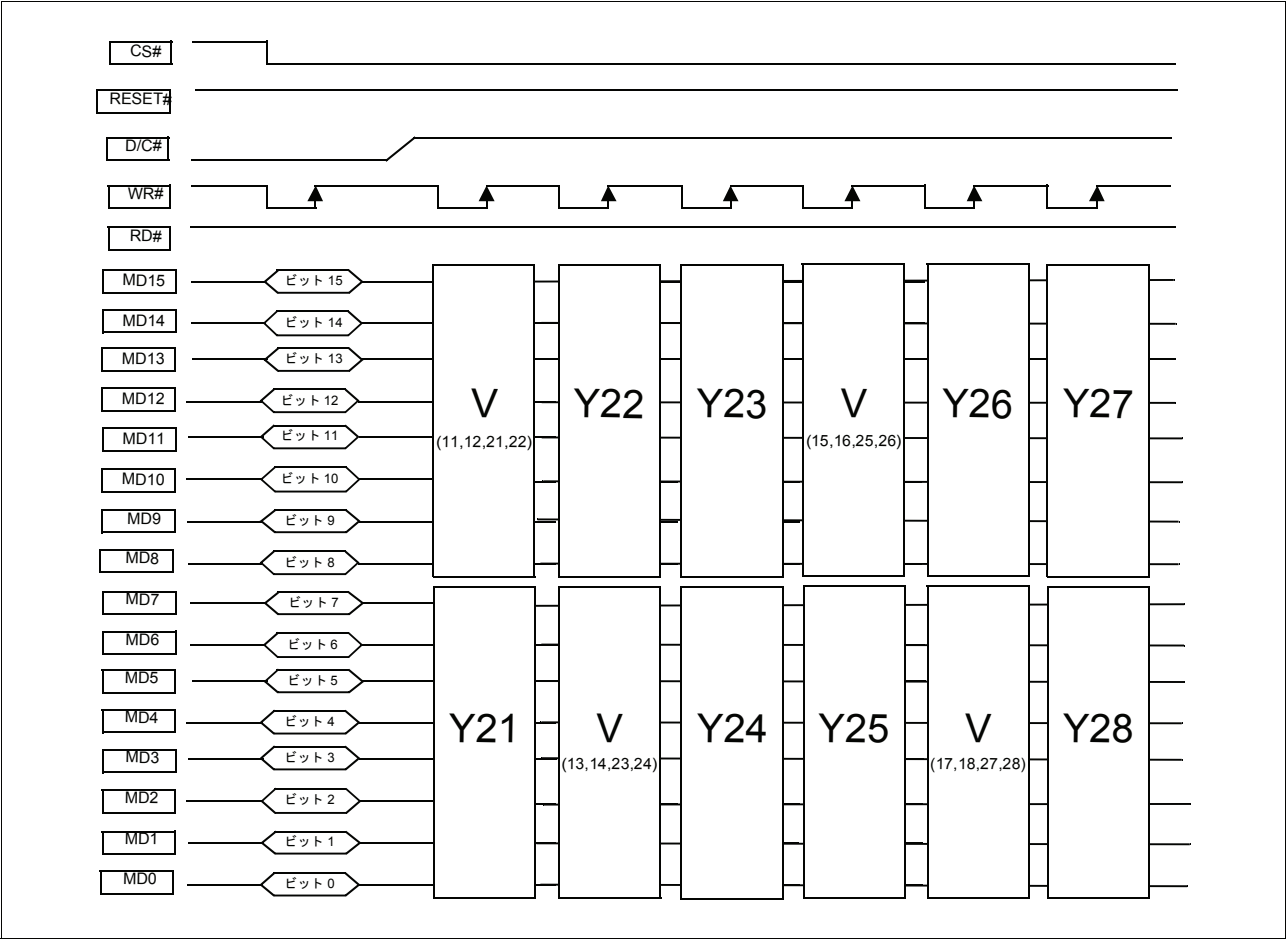 CS#
RESET#
D/C#
WR#
RD#
MD15 ビット 15
MD14 ビット 14
MD13 ビット 13
MD12 ビット 12 V Y22 Y23 V Y26 Y27
MD11 ビット 11 (11,12,21,22) (15,16,25,26)
MD10 ビット 10
MD9 ビット 9
MD8 ビット 8
MD7 ビット 7
MD6 ビット 6
MD5 ビット 5
MD4 ビット 4 Y21 V Y24 Y25 V Y28
MD3 ビット 3 (13,14,23,24) (17,18,27,28)
MD2 ビット 2
MD1 ビット 1
MD0 ビット 0